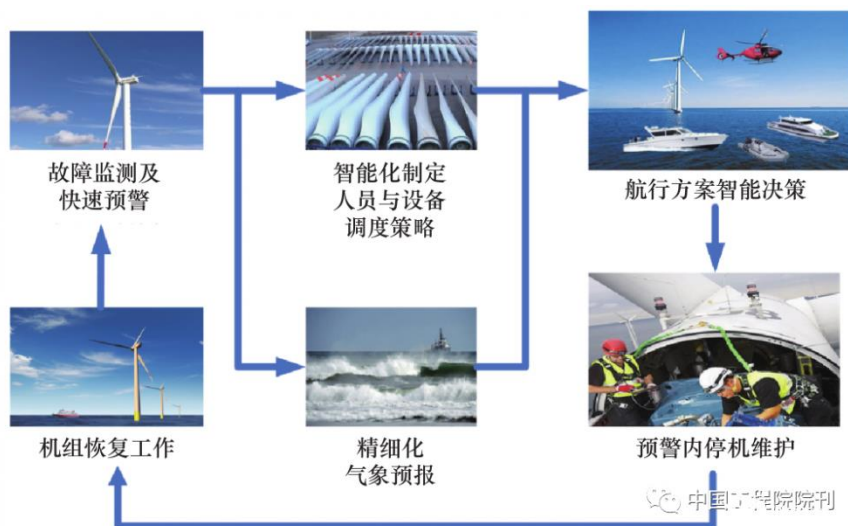 故障监测及
快速预警
智能化制定
人员与设备
调度策略
航行方案智能决策
机组恢复工作
精细化
气象预报
预警内停机维护
中国工程院院刊